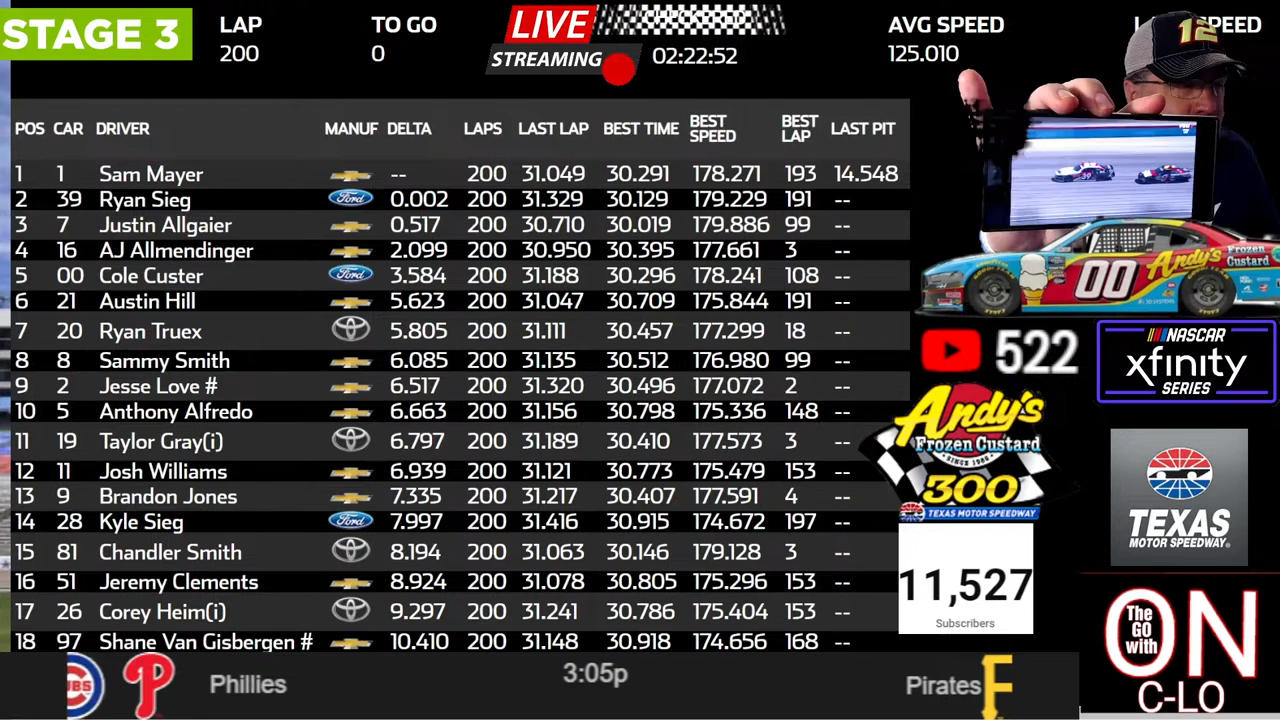 STAGE 3
LAP TO GO AVG SPEED
200 0 02:22:52 125.010
LIVE
STREAMING
12
POS CAR DRIVER MANUF DELTA LAPS LAST LAP BEST TIME BEST SPEED BEST LAP LAST PIT
1 1 Sam Mayer -- 200 31.049 30.291 178.271 193 14.548
2 39 Ryan Sieg Ford 0.002 200 31.329 30.129 179.229 191 --
3 7 Justin Allgaier 0.517 200 30.710 30.019 179.886 99 --
4 16 AJ Allmendinger 2.099 200 30.950 30.395 177.661 3 --
5 00 Cole Custer Ford 3.584 200 31.128 30.296 178.241 108 --
6 21 Austin Hill 5.623 200 31.047 30.709 175.844 191 --
7 20 Ryan Truex 5.805 200 31.111 30.457 177.299 18 --
8 8 Sammy Smith 6.085 200 31.135 30.512 176.980 99 --
9 2 Jesse Love # 6.517 200 31.320 30.496 177.072 2 --
10 5 Anthony Alfredo 6.663 200 31.156 30.798 175.336 148 --
11 19 Taylor Gray(i) 6.797 200 31.189 30.410 177.573 3 --
12 11 Josh Williams 6.939 200 31.121 30.773 175.479 153 --
13 9 Brandon Jones 7.335 200 31.217 30.407 177.591 4 --
14 28 Kyle Sieg Ford 7.997 200 31.416 30.915 174.672 197 --
15 81 Chandler Smith 8.194 200 31.063 30.146 179.128 3 --
16 51 Jeremy Clements 8.924 200 31.078 30.805 175.296 153 --
17 26 Corey Heim(i) 9.297 200 31.241 30.786 175.404 153 --
18 97 Shane Van Gisbergen # 10.410 200 31.148 30.918 174.656 168 --
00 Andy's Frozen Custard
522
NASCAR
xfinity
SERIES
Andy's
Frozen Custard
SINCE 1986
300
TEXAS MOTOR SPEEDWAY
TEXAS
MOTOR SPEEDWAY
11,527
Subscribers
The GO with ON
C-LO
CUBS P Phillies 3:05p Pirates P